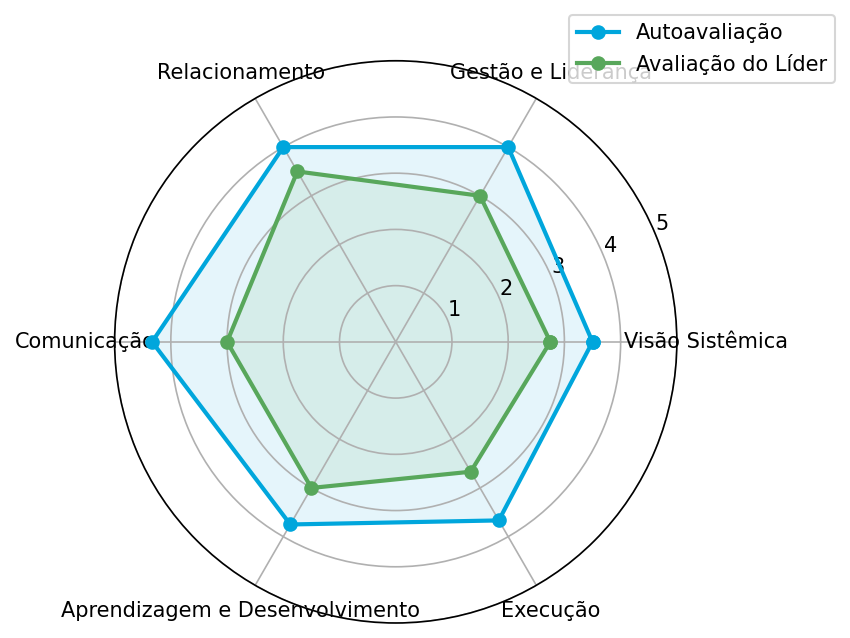 Autoavaliação
Avaliação do Líder
Relacionamento
Gestão e Liderança
5
4
3
2
1
Comunicação
Visão Sistêmica
Aprendizagem e Desenvolvimento
Execução